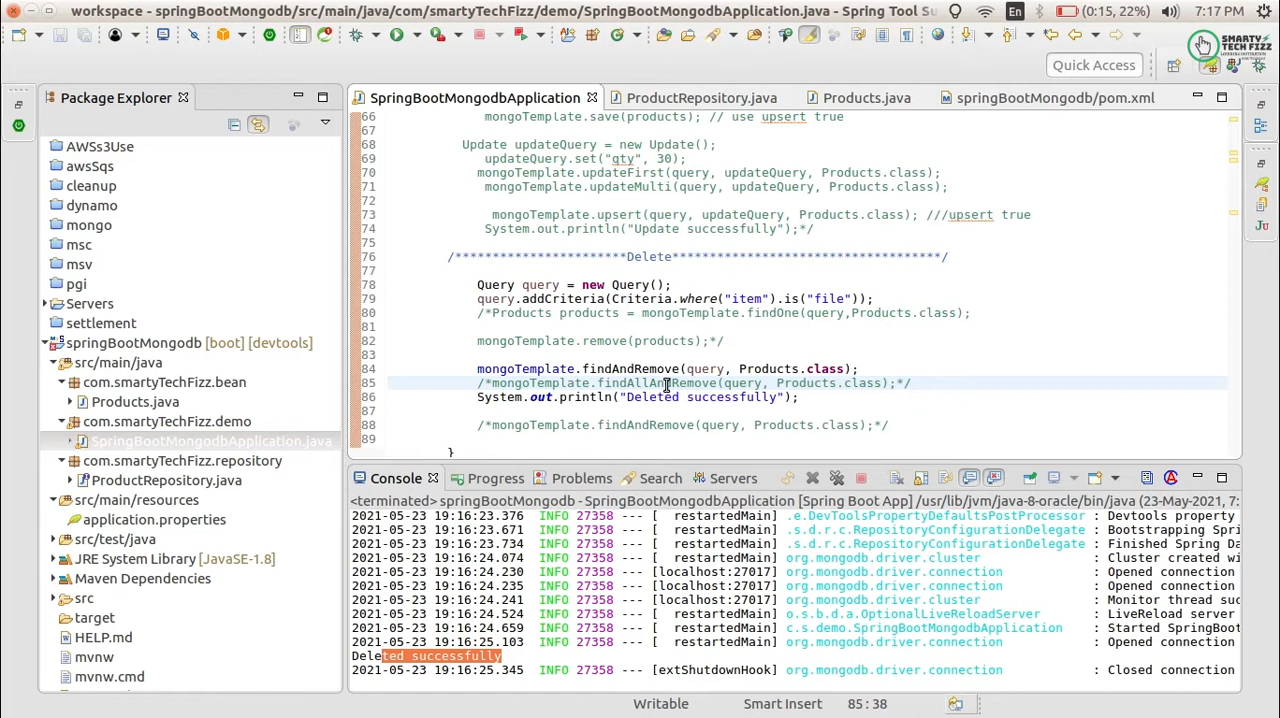 workspace - springBootMongodb/src/main/java/com/smartyTechFizz/demo/SpringBootMongodbApplication.java - Spring Tool Su
En
(0:15, 22%)
7:17 PM
SMARTY
TECH FIZZ
Quick Access
Package Explorer
SpringBootMongodbApplication
ProductRepository.java
Products.java
springBootMongodb/pom.xml
AWSs3Use
awsSqs
cleanup
dynamo
mongo
msc
msv
pgi
Servers
settlement
springBootMongodb [boot] [devtools]
src/main/java
com.smartyTechFizz.bean
Products.java
com.smartyTechFizz.demo
SpringBootMongodbApplication.java
com.smartyTechFizz.repository
ProductRepository.java
src/main/resources
application.properties
src/test/java
JRE System Library [JavaSE-1.8]
Maven Dependencies
src
target
HELP.md
mvnw
mvnw.cmd
66 mongoTemplate.save(products); // use upsert true
67
68 Update updateQuery = new Update();
69 updateQuery.set("qty", 30);
70 mongoTemplate.updateFirst(query, updateQuery, Products.class);
71 mongoTemplate.updateMulti(query, updateQuery, Products.class);
72
73 mongoTemplate.upsert(query, updateQuery, Products.class); ///upsert true
74 System.out.println("Update successfully");*/
75
76 /***********************Delete***********************************/
77
78 Query query = new Query();
79 query.addCriteria(Criteria.where("item").is("file"));
80 /*Products products = mongoTemplate.findOne(query,Products.class);
81
82 mongoTemplate.remove(products);*/
83
84 mongoTemplate.findAndRemove(query, Products.class);
85 /*mongoTemplate.findAllAndRemove(query, Products.class);*/
86 System.out.println("Deleted successfully");
87
88 /*mongoTemplate.findAndRemove(query, Products.class);*/
89
}
Console
Progress
Problems
Search
Servers
<terminated> springBootMongodb - SpringBootMongodbApplication [Spring Boot App] /usr/lib/jvm/java-8-oracle/bin/java (23-May-2021, 7:
2021-05-23 19:16:23.376 INFO 27358 --- [ restartedMain] .e.DevToolsPropertyDefaultsPostProcessor : Devtools property
2021-05-23 19:16:23.671 INFO 27358 --- [ restartedMain] .s.d.r.c.RepositoryConfigurationDelegate : Bootstrapping Spri
2021-05-23 19:16:23.734 INFO 27358 --- [ restartedMain] .s.d.r.c.RepositoryConfigurationDelegate : Finished Spring Da
2021-05-23 19:16:24.074 INFO 27358 --- [ restartedMain] org.mongodb.driver.cluster : Cluster created wi
2021-05-23 19:16:24.230 INFO 27358 --- [localhost:27017] org.mongodb.driver.connection : Opened connection
2021-05-23 19:16:24.235 INFO 27358 --- [localhost:27017] org.mongodb.driver.connection : Opened connection
2021-05-23 19:16:24.241 INFO 27358 --- [localhost:27017] org.mongodb.driver.cluster : Monitor thread suc
2021-05-23 19:16:24.524 INFO 27358 --- [ restartedMain] o.s.b.d.a.OptionalLiveReloadServer : LiveReload server
2021-05-23 19:16:24.659 INFO 27358 --- [ restartedMain] c.s.demo.SpringBootMongodbApplication : Started SpringBoot
2021-05-23 19:16:25.103 INFO 27358 --- [ restartedMain] org.mongodb.driver.connection : Opened connection
Deleted successfully
2021-05-23 19:16:25.345 INFO 27358 --- [extShutdownHook] org.mongodb.driver.connection : Closed connection
Writable
Smart Insert
85 : 38